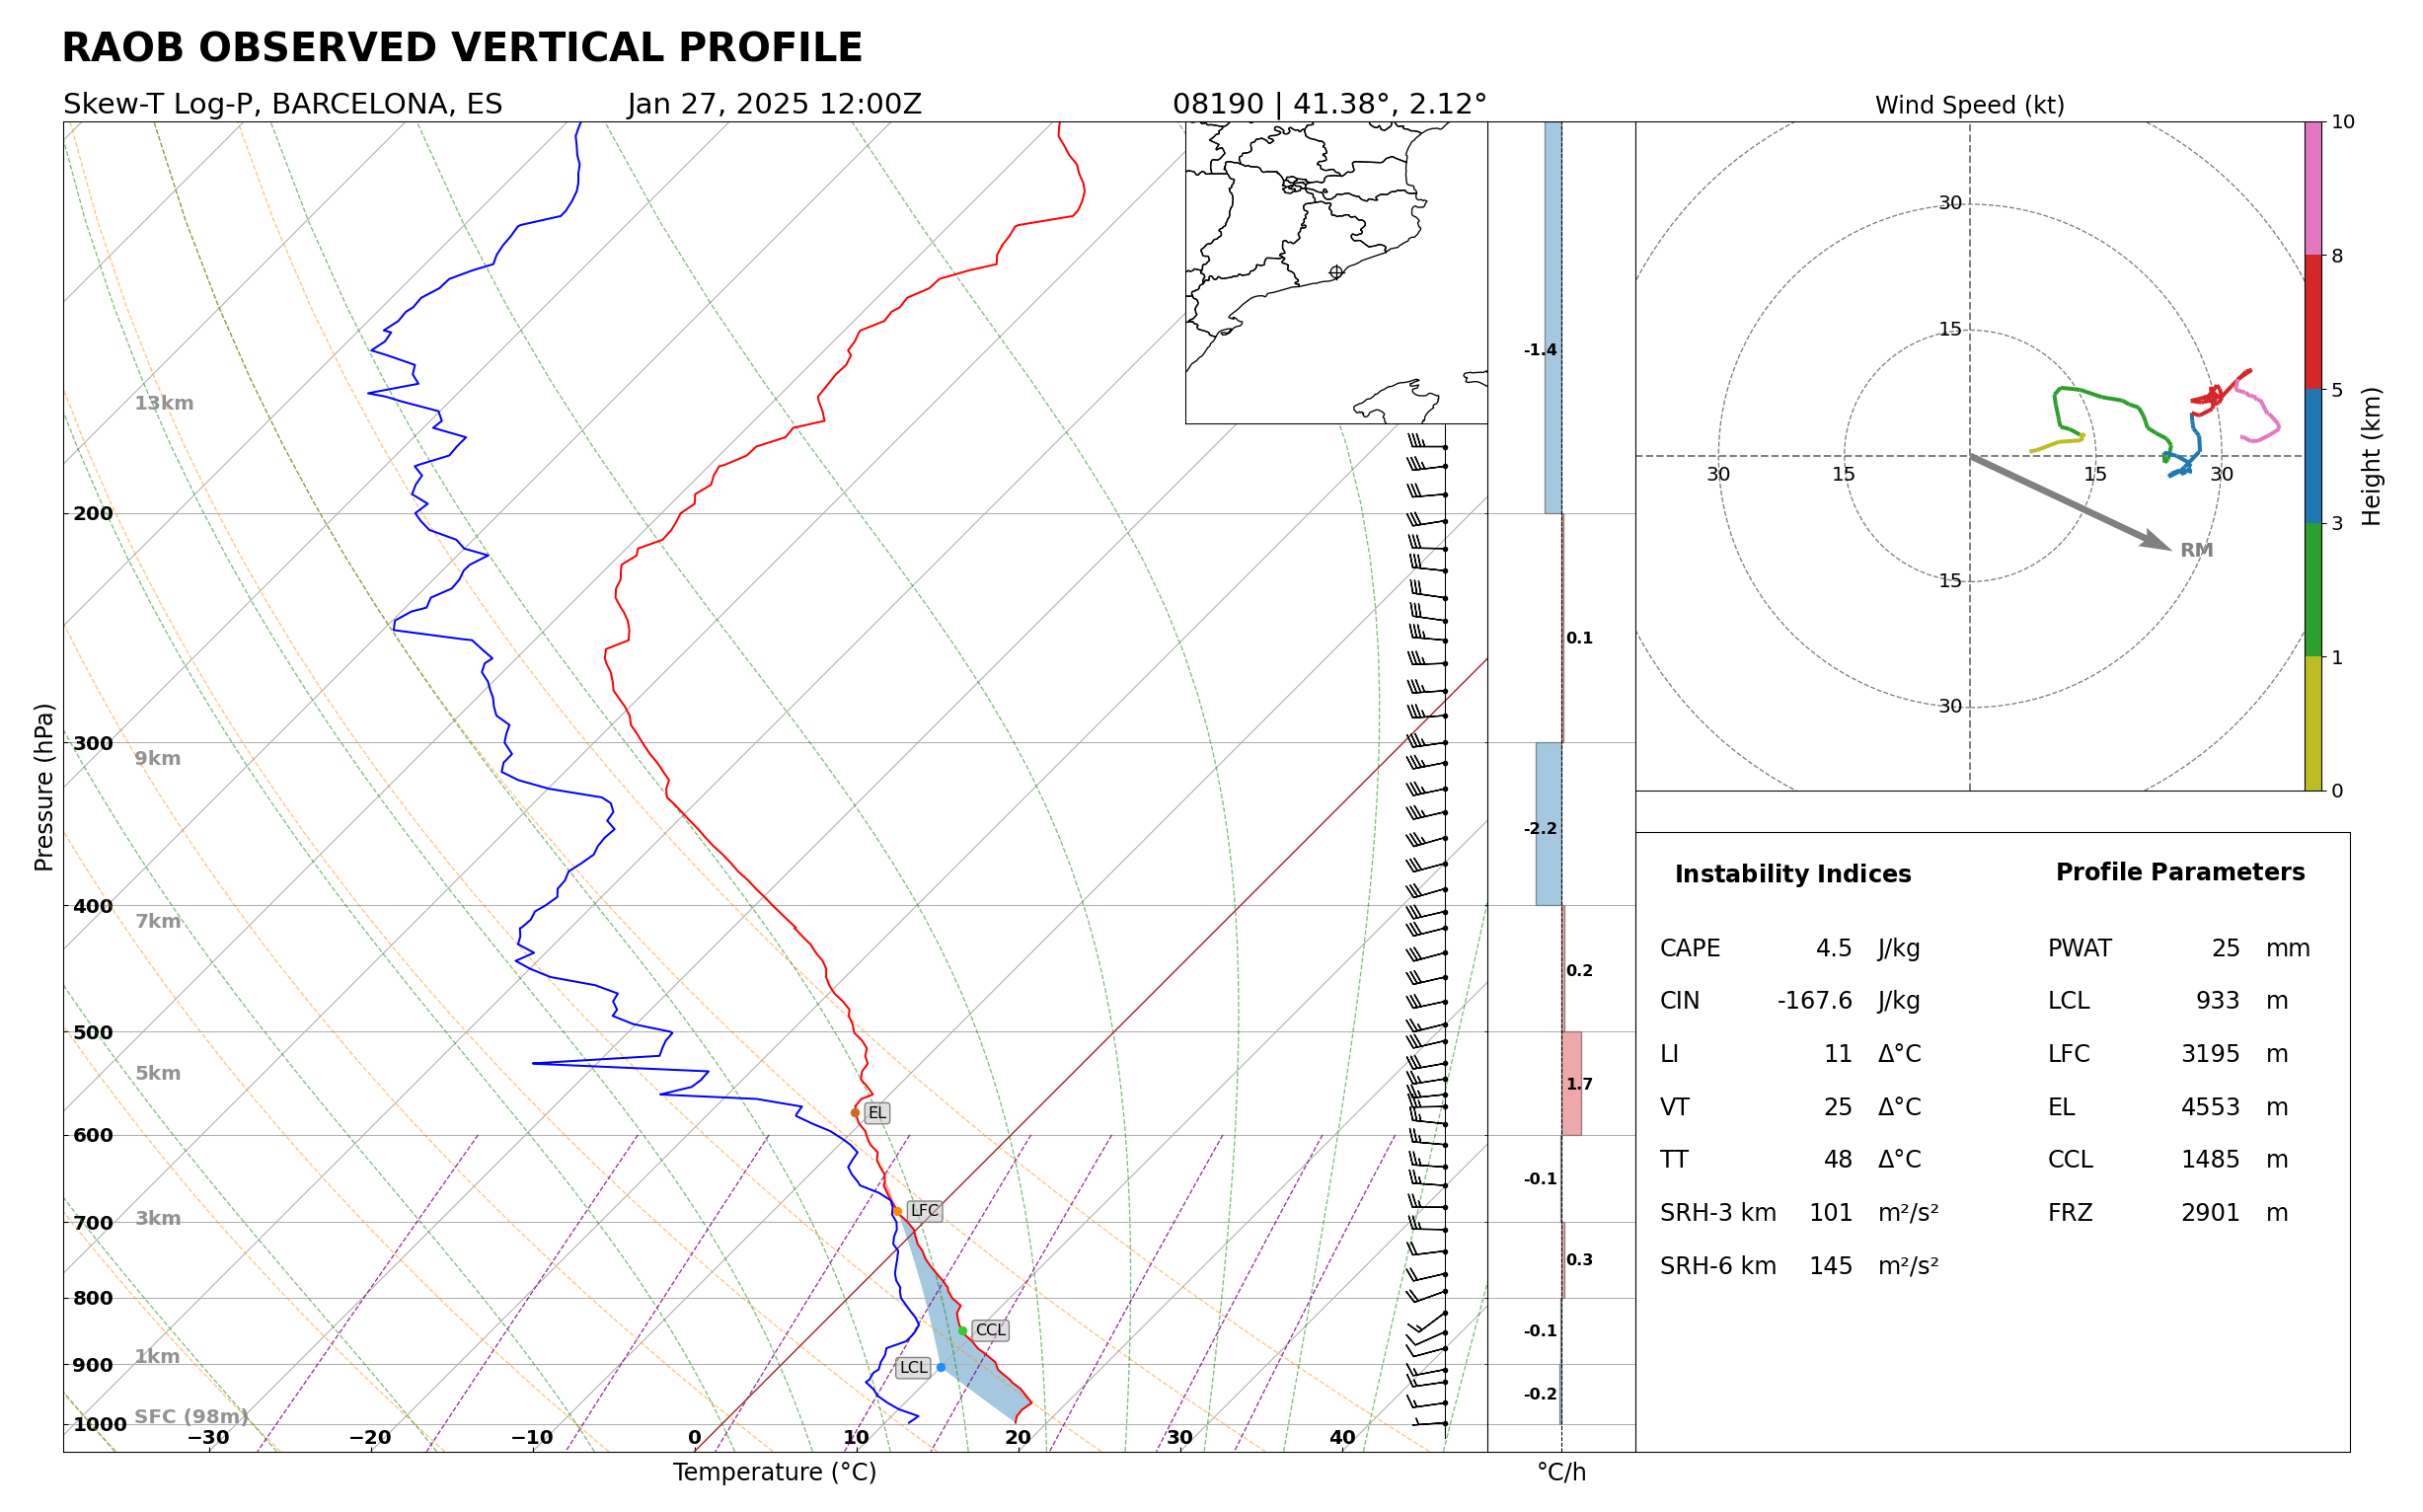 RAOB OBSERVED VERTICAL PROFILE
Skew-T Log-P, BARCELONA, ES Jan 27, 2025 12:00Z 08190 | 41.38°, 2.12°
Pressure (hPa)
200
300
400
500
600
700
800
900
1000
13km
9km
7km
5km
3km
1km
SFC (98m)
EL
LFC
CCL
LCL
−30 −20 −10 0 10 20 30 40
Temperature (°C)
-1.4
0.1
-2.2
0.2
1.7
-0.1
0.3
-0.1
-0.2
°C/h
Wind Speed (kt)
30
15
30 15 15 30
15
RM
30
10
8
5
3
1
0
Height (km)
Instability Indices Profile Parameters
CAPE 4.5 J/kg PWAT 25 mm
CIN -167.6 J/kg LCL 933 m
LI 11 Δ°C LFC 3195 m
VT 25 Δ°C EL 4553 m
TT 48 Δ°C CCL 1485 m
SRH-3 km 101 m²/s² FRZ 2901 m
SRH-6 km 145 m²/s²